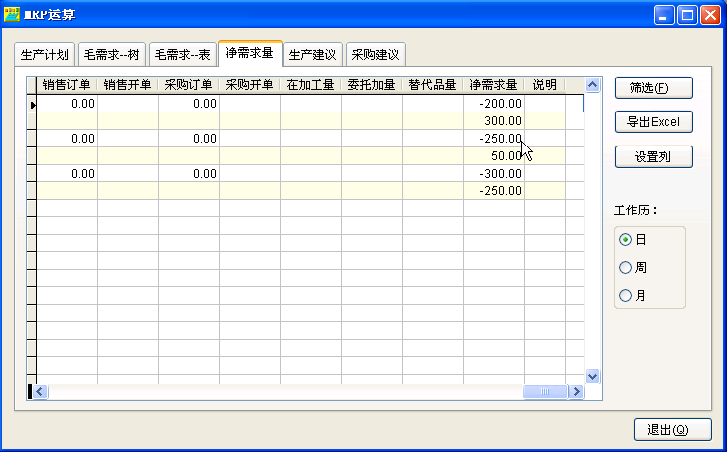 MRP运算
生产计划 毛需求--树 毛需求--表 净需求量 生产建议 采购建议
销售订单 销售开单 采购订单 采购开单 在加工量 委托加量 替代品量 净需求量 说明
0.00 0.00 -200.00
300.00
0.00 0.00 -250.00
50.00
0.00 0.00 -300.00
-250.00
筛选(F)
导出Excel
设置列
工作历：
日
周
月
退出(Q)